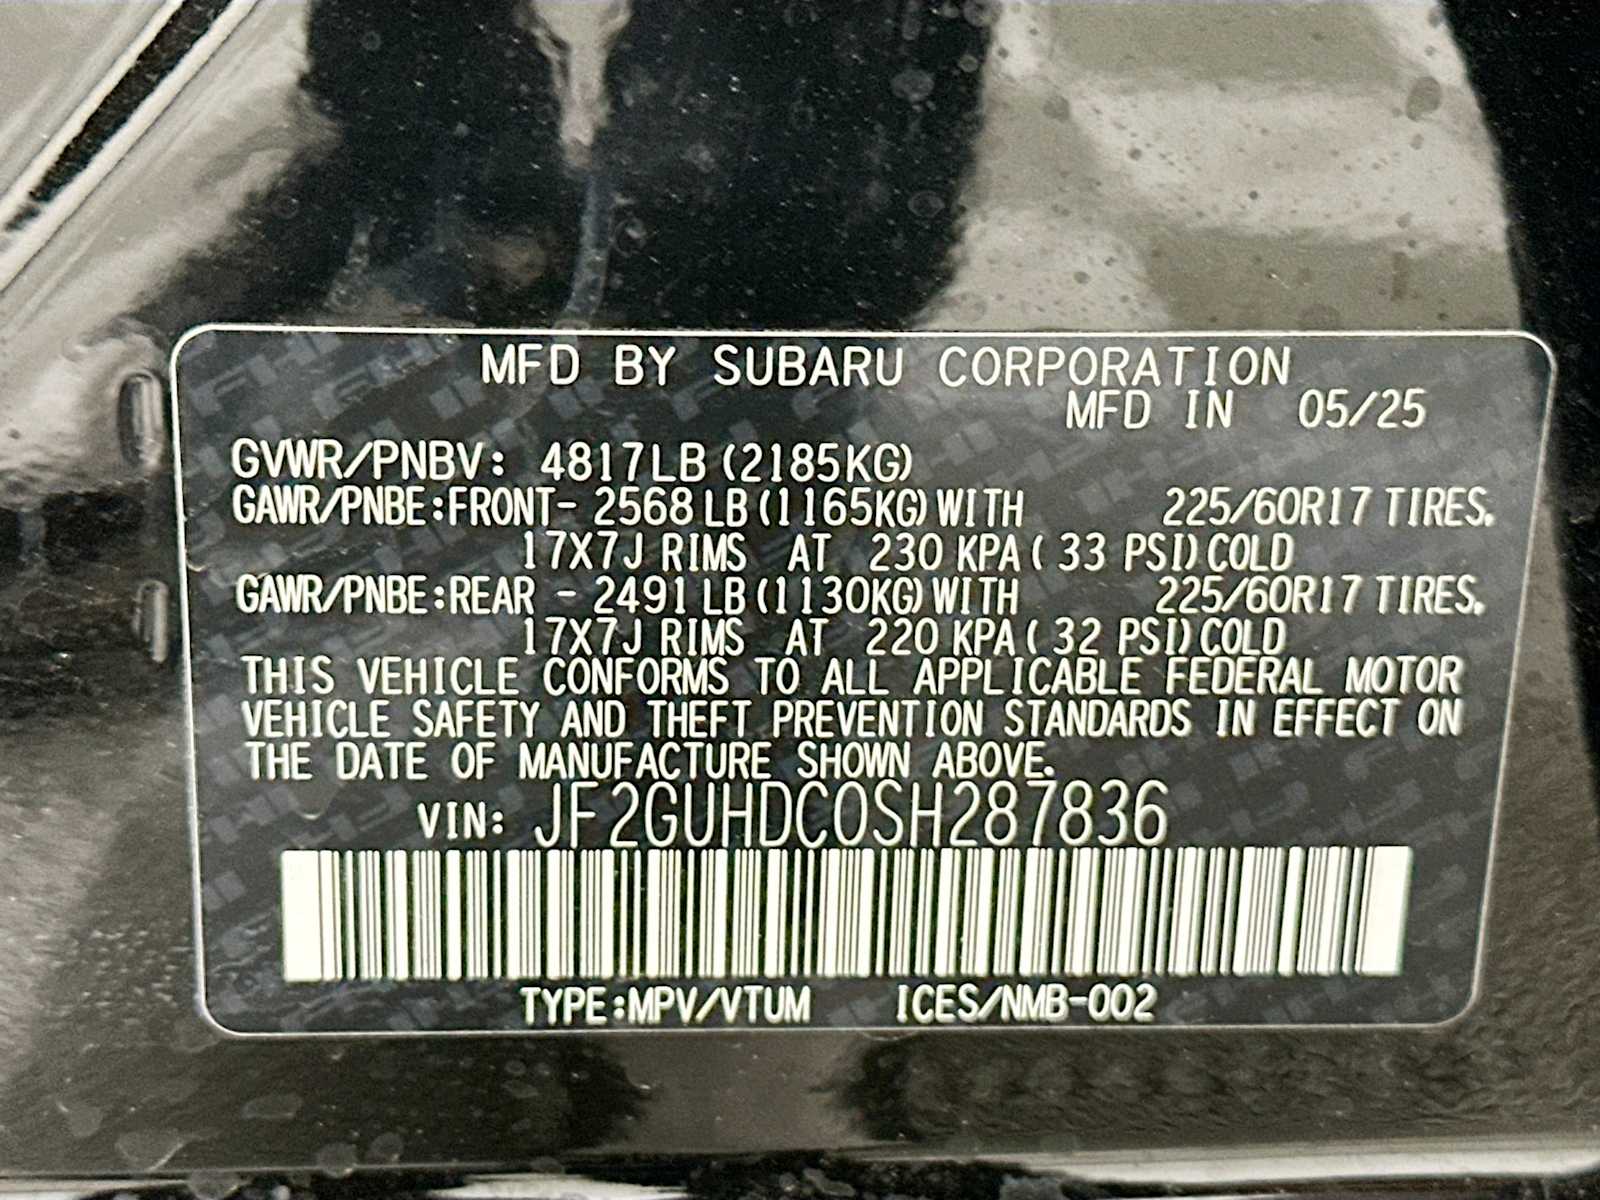 MFD BY SUBARU CORPORATION
MFD IN 05/25
GVWR/PNBV: 4817LB (2185KG)
GAWR/PNBE:FRONT- 2568 LB (1165KG) WITH 225/60R17 TIRES.
17X7J RIMS AT 230 KPA ( 33 PSI) COLD
GAWR/PNBE:REAR - 2491 LB (1130KG) WITH 225/60R17 TIRES.
17X7J RIMS AT 220 KPA ( 32 PSI) COLD
THIS VEHICLE CONFORMS TO ALL APPLICABLE FEDERAL MOTOR
VEHICLE SAFETY AND THEFT PREVENTION STANDARDS IN EFFECT ON
THE DATE OF MANUFACTURE SHOWN ABOVE.
VIN: JF2GUHDC0SH287836
TYPE:MPV/VTUM ICES/NMB-002